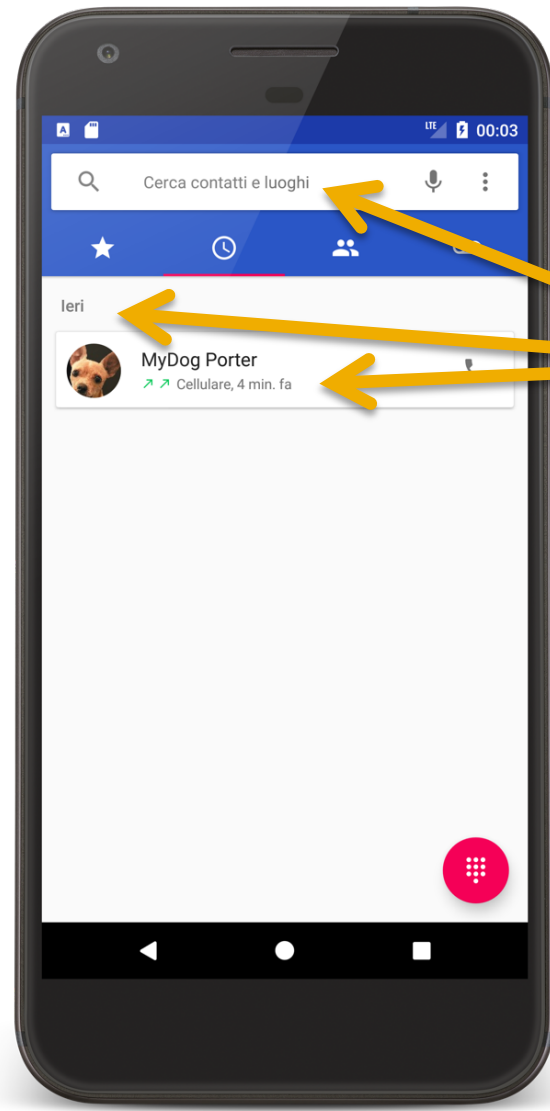 LTE 00:03
Cerca contatti e luoghi
Ieri
MyDog Porter
Cellulare, 4 min. fa